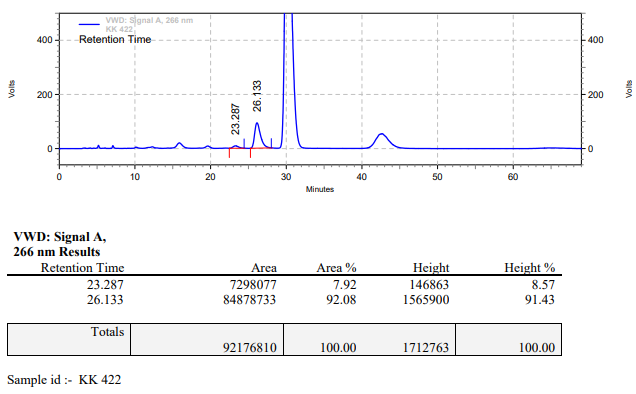 VWD: Signal A, 266 nm
KK 422
Retention Time
400
200
0
400
200
0
Volts
Volts
23.287
26.133
0 10 20 30 40 50 60
Minutes
VWD: Signal A,
266 nm Results
Retention Time Area Area % Height Height %
23.287 7298077 7.92 146863 8.57
26.133 84878733 92.08 1565900 91.43
Totals
92176810 100.00 1712763 100.00
Sample id :- KK 422